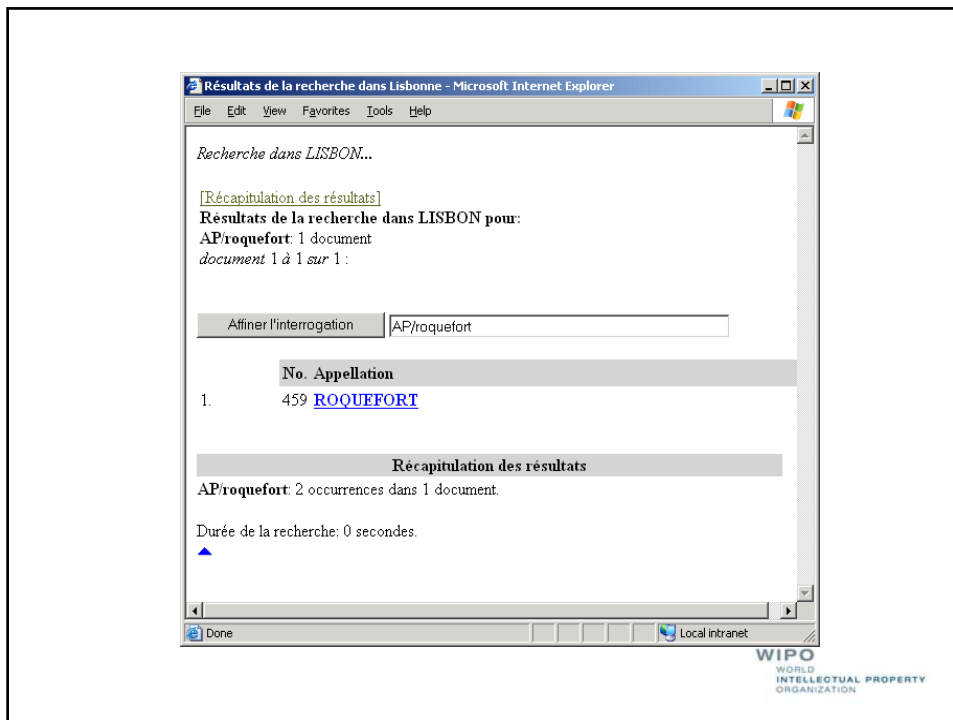 Résultats de la recherche dans Lisbonne - Microsoft Internet Explorer
File Edit View Favorites Tools Help
Recherche dans LISBON...
[Récapitulation des résultats]
Résultats de la recherche dans LISBON pour:
AP/roquefort: 1 document
document 1 à 1 sur 1 :
Affiner l'interrogation AP/roquefort
No. Appellation
1. 459 ROQUEFORT
Récapitulation des résultats
AP/roquefort: 2 occurrences dans 1 document.
Durée de la recherche: 0 secondes.
Done Local intranet
WIPO
WORLD
INTELLECTUAL PROPERTY
ORGANIZATION